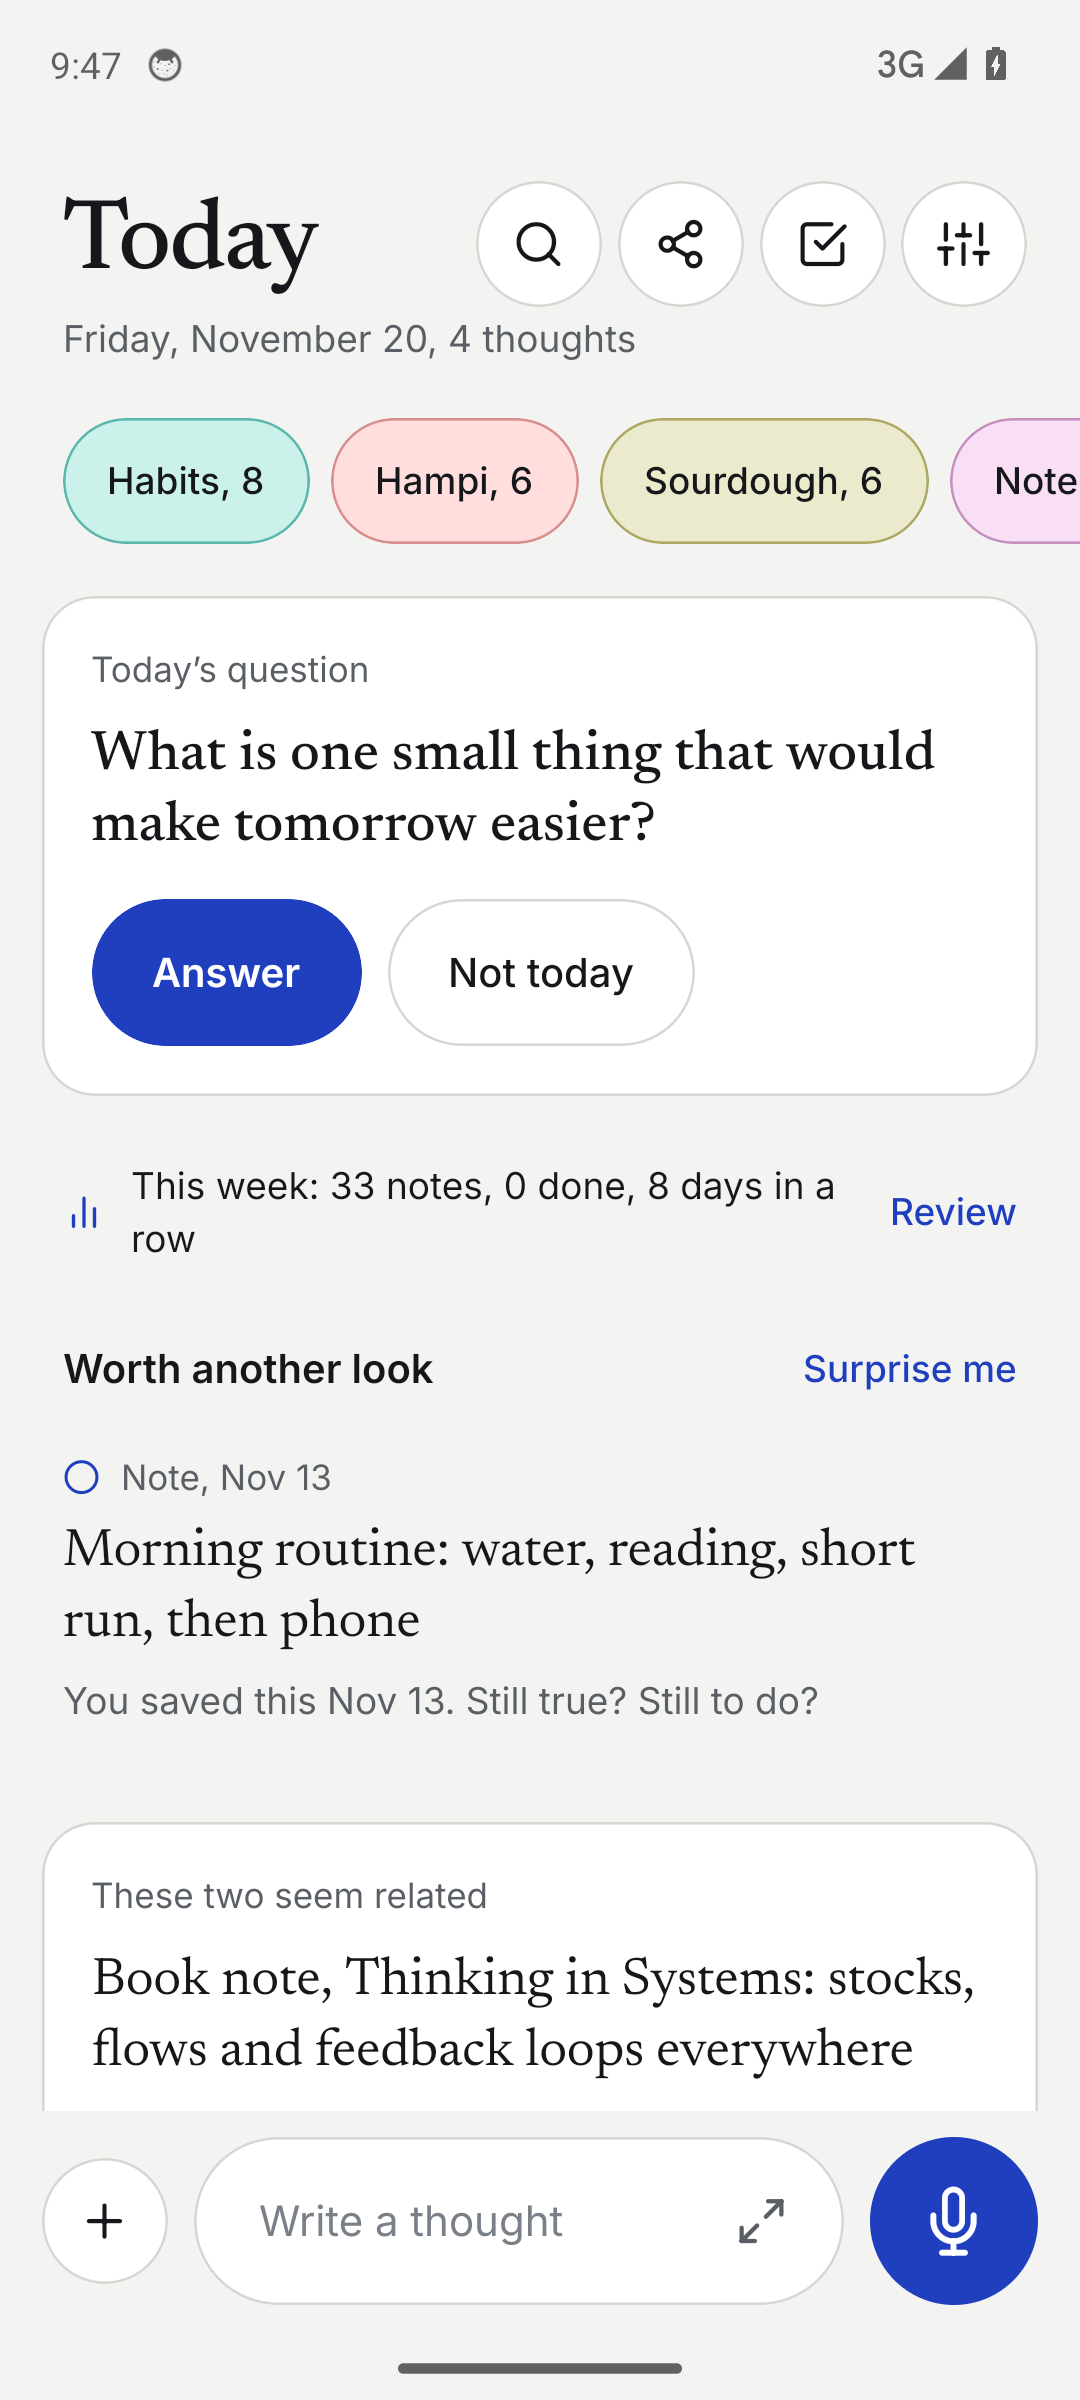 9:47
3G
Today
Friday, November 20, 4 thoughts
Habits, 8
Hampi, 6
Sourdough, 6
Note
Today's question
What is one small thing that would
make tomorrow easier?
Answer
Not today
This week: 33 notes, 0 done, 8 days in a
row
Review
Worth another look
Surprise me
Note, Nov 13
Morning routine: water, reading, short
run, then phone
You saved this Nov 13. Still true? Still to do?
These two seem related
Book note, Thinking in Systems: stocks,
flows and feedback loops everywhere
Write a thought